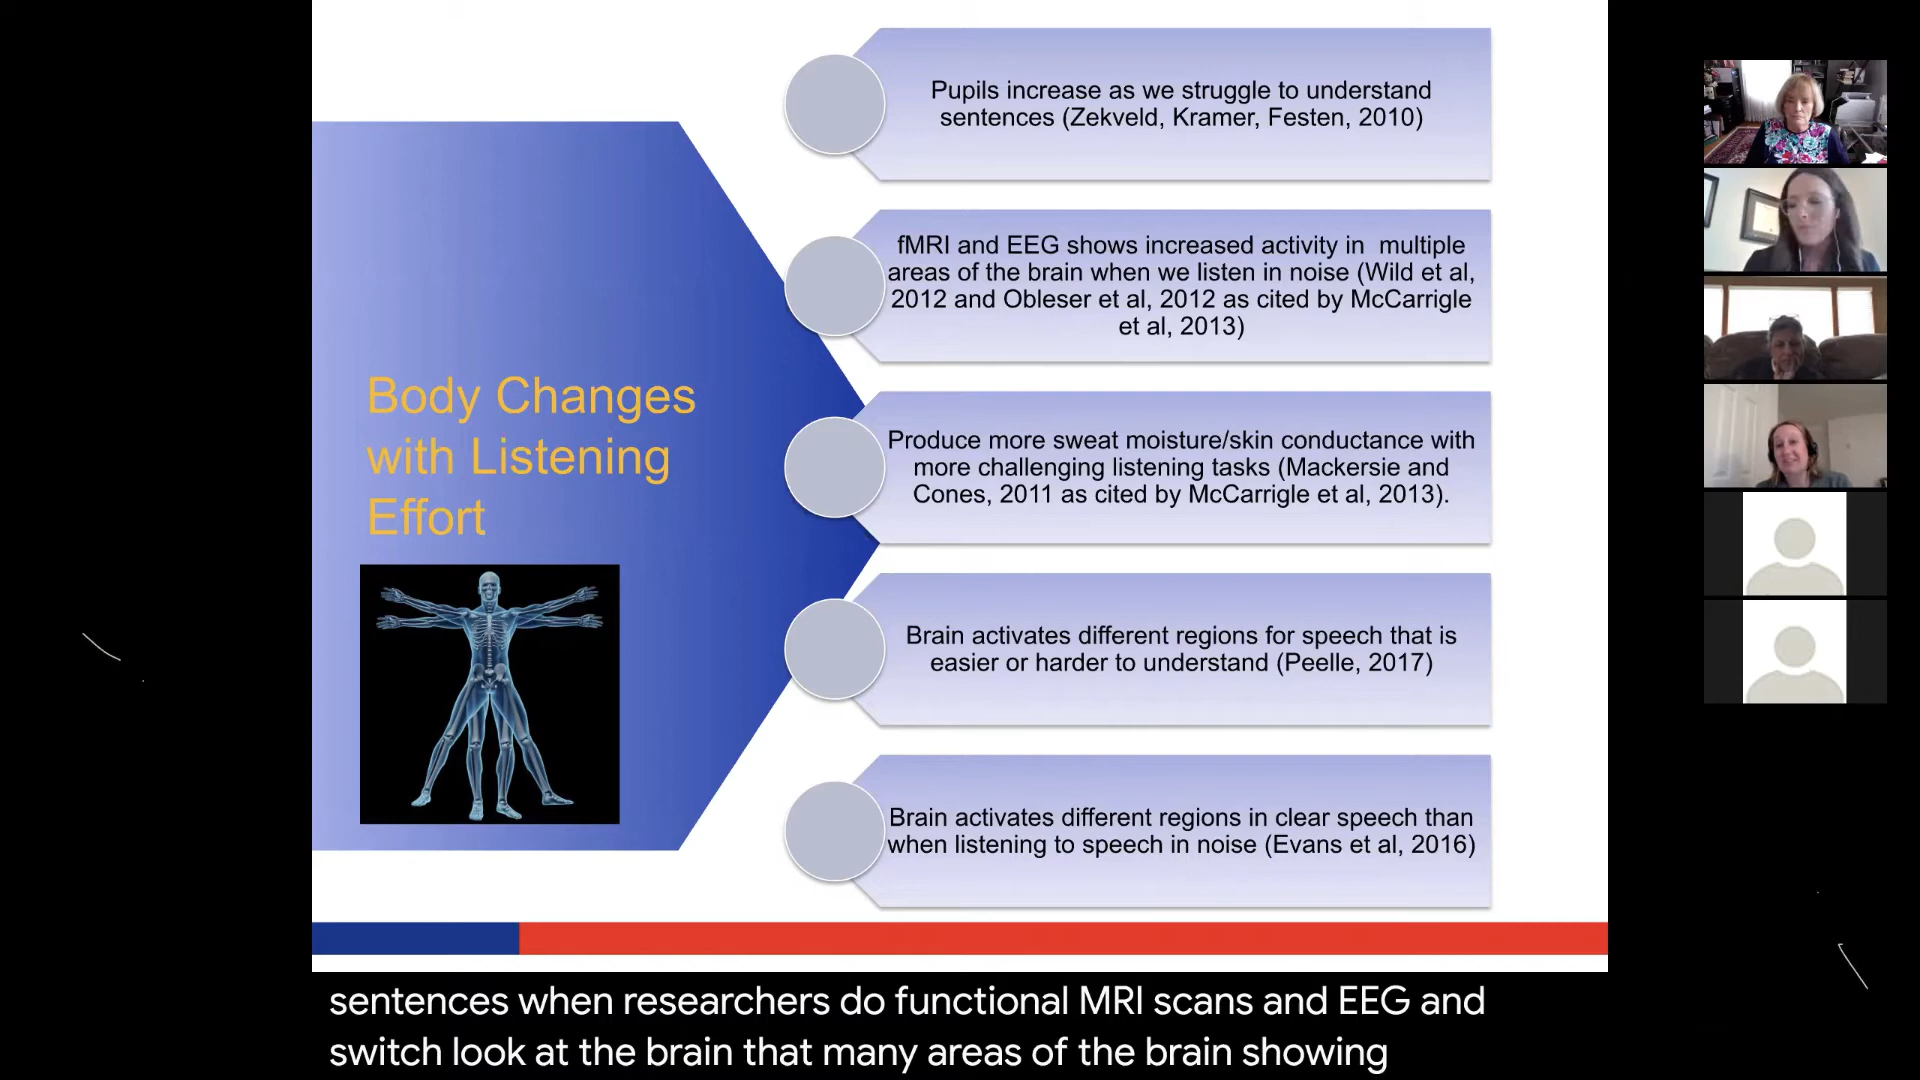 Body Changes
with Listening
Effort
Pupils increase as we struggle to understand
sentences (Zekveld, Kramer, Festen, 2010)
fMRI and EEG shows increased activity in  multiple
areas of the brain when we listen in noise (Wild et al,
2012 and Obleser et al, 2012 as cited by McCarrigle
et al, 2013)
Produce more sweat moisture/skin conductance with
more challenging listening tasks (Mackersie and
Cones, 2011 as cited by McCarrigle et al, 2013).
Brain activates different regions for speech that is
easier or harder to understand (Peelle, 2017)
Brain activates different regions in clear speech than
when listening to speech in noise (Evans et al, 2016)
sentences when researchers do functional MRI scans and EEG and
switch look at the brain that many areas of the brain showing